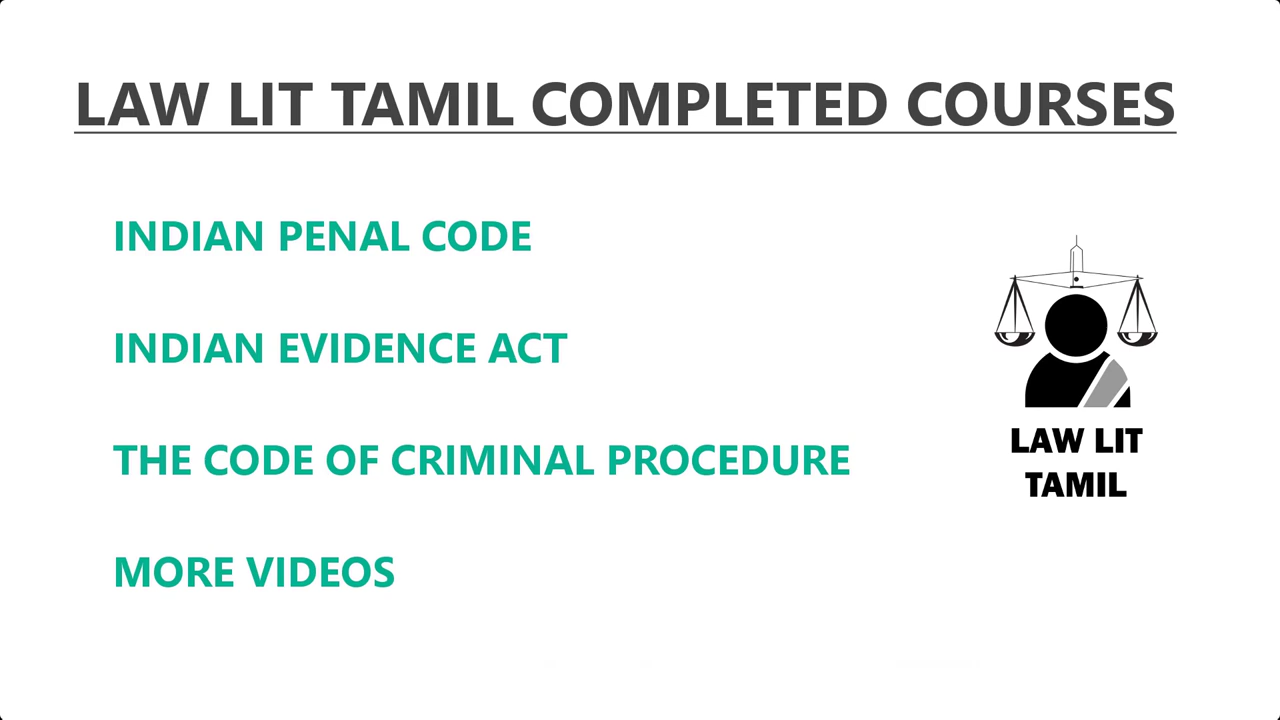 LAW LIT TAMIL COMPLETED COURSES
INDIAN PENAL CODE
INDIAN EVIDENCE ACT
THE CODE OF CRIMINAL PROCEDURE
MORE VIDEOS
LAW LIT
TAMIL